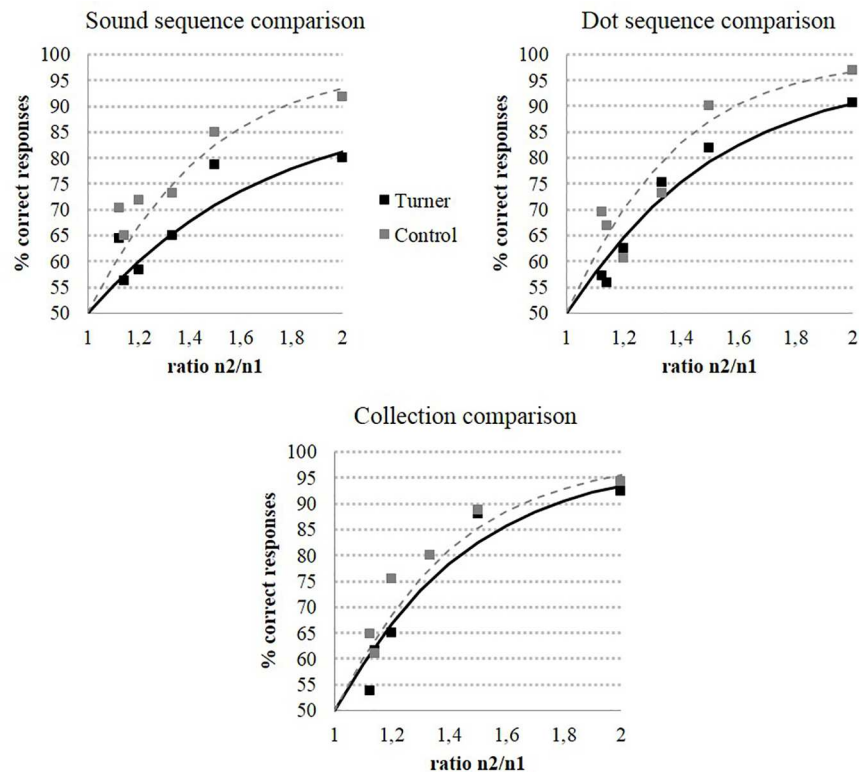 Sound sequence comparison
100
95
90
85
80
75
70
65
60
55
50
% correct responses
1 1,2 1,4 1,6 1,8 2
ratio n2/n1
Turner
Control
Dot sequence comparison
100
95
90
85
80
75
70
65
60
55
50
% correct responses
1 1,2 1,4 1,6 1,8 2
ratio n2/n1
Collection comparison
100
95
90
85
80
75
70
65
60
55
50
% correct responses
1 1,2 1,4 1,6 1,8 2
ratio n2/n1